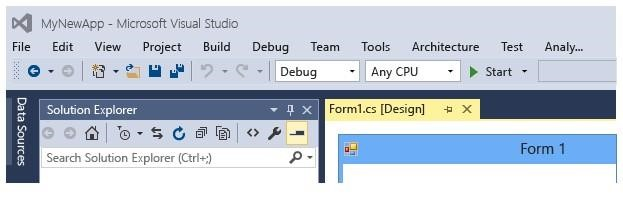 MyNewApp - Microsoft Visual Studio
File Edit View Project Build Debug Team Tools Architecture Test Analy...
Debug Any CPU Start
Data Sources
Solution Explorer
Form1.cs [Design]
Search Solution Explorer (Ctrl+;)
Form 1